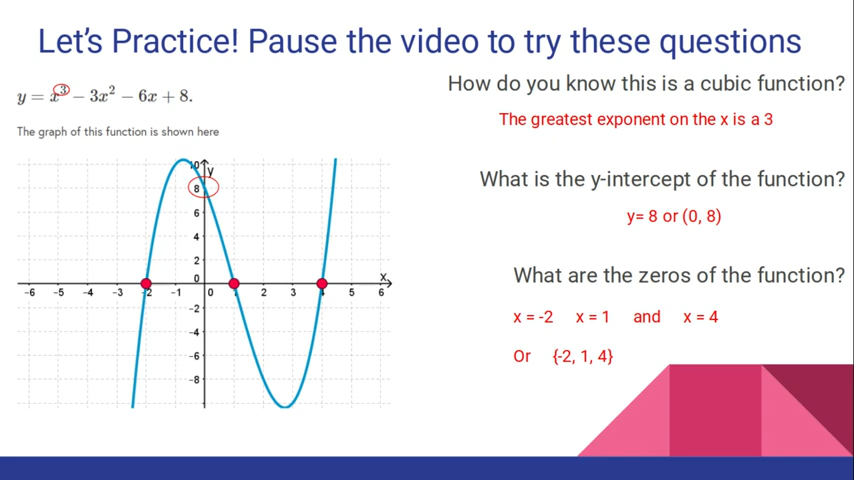 Let's Practice! Pause the video to try these questions
y = x³ − 3x² − 6x + 8.
The graph of this function is shown here
How do you know this is a cubic function?
The greatest exponent on the x is a 3
What is the y-intercept of the function?
y= 8 or (0, 8)
What are the zeros of the function?
x = -2 x = 1 and x = 4
Or {-2, 1, 4}
10 y
8
6
4
2
0 x
-6 -5 -4 -3 -2 -1 0 1 2 3 4 5 6
-2
-4
-6
-8